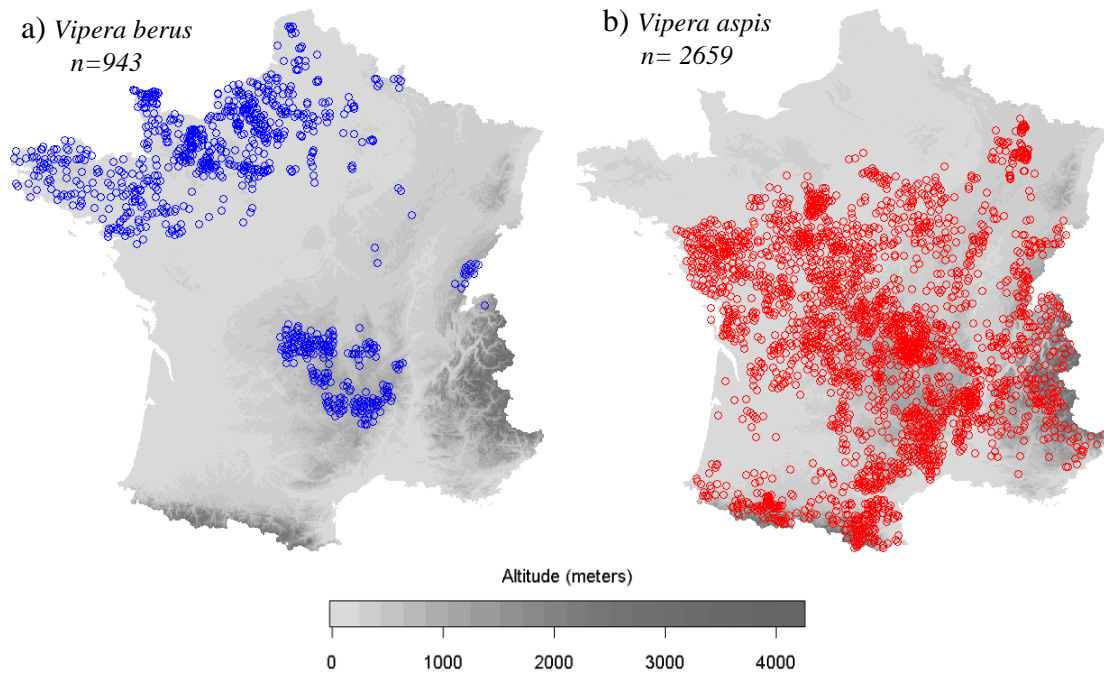 a) Vipera berus
n=943
b) Vipera aspis
n= 2659
Altitude (meters)
0 1000 2000 3000 4000